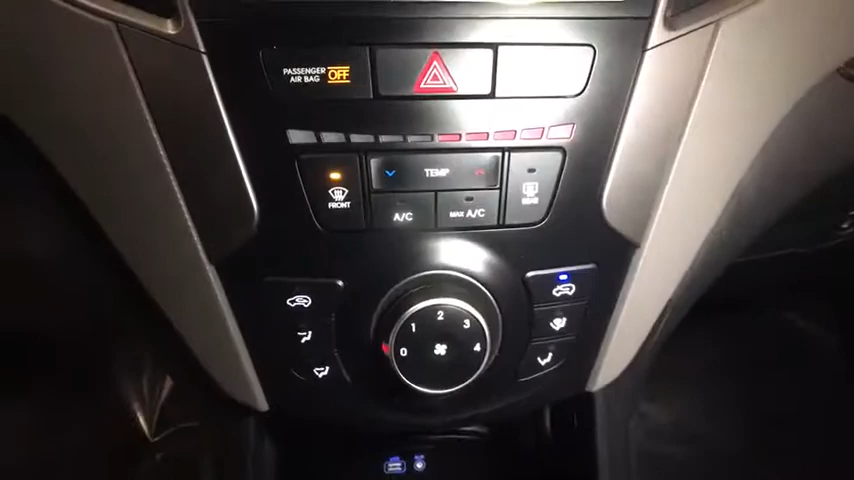 PASSENGER
AIR BAG OFF
TEMP
FRONT
A/C
MAX A/C
REAR
0 1 2 3 4